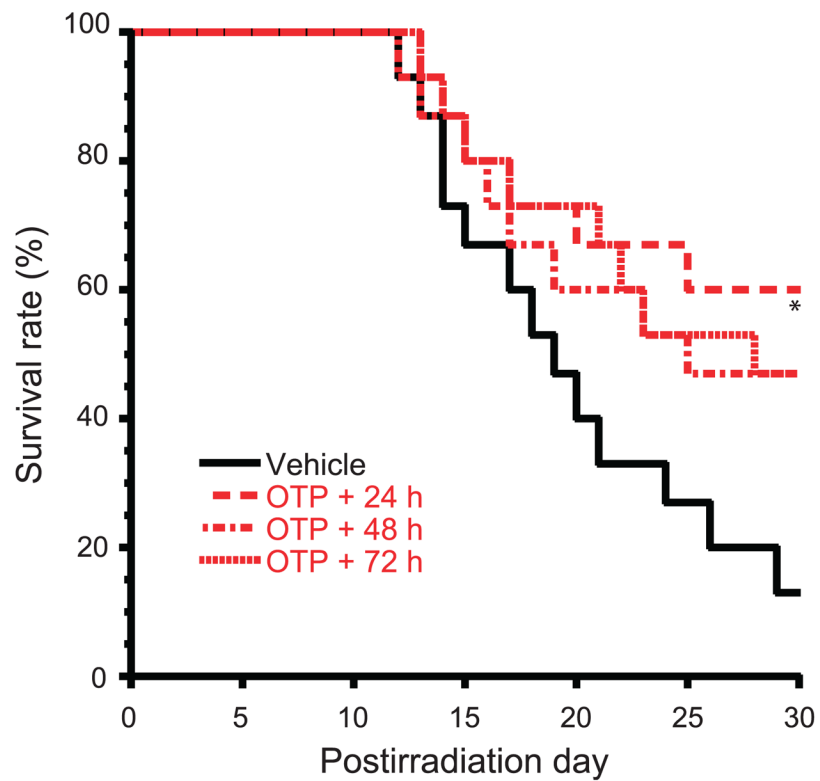 100
80
60
40
20
0
Survival rate (%)
*
Vehicle
OTP + 24 h
OTP + 48 h
OTP + 72 h
0 5 10 15 20 25 30
Postirradiation day